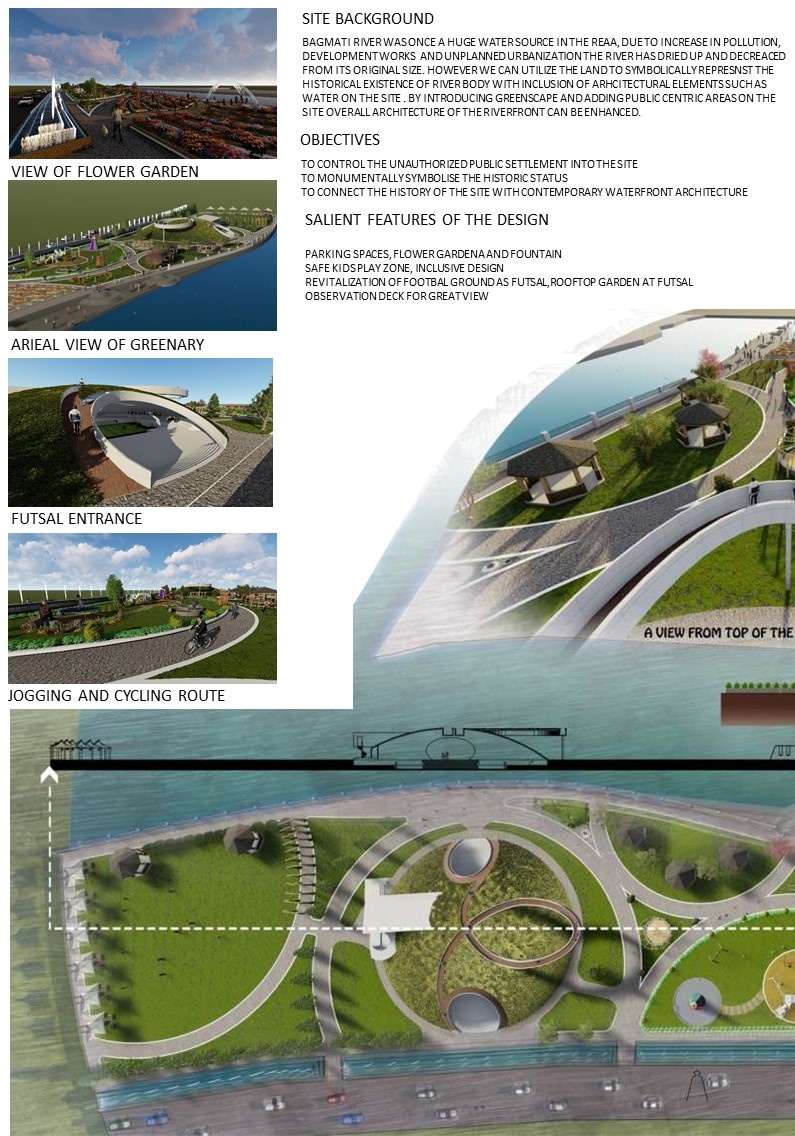 SITE BACKGROUND
BAGMATI RIVER WAS ONCE A HUGE WATER SOURCE IN THE REAA, DUE TO INCREASE IN POLLUTION,
DEVELOPMENT WORKS AND UNPLANNED URBANIZATION THE RIVER HAS DRIED UP AND DECREACED
FROM ITS ORIGINAL SIZE. HOWEVER WE CAN UTILIZE THE LAND TO SYMBOLICALLY REPRESNST THE
HISTORICAL EXISTENCE OF RIVER BODY WITH INCLUSION OF ARHCITURAL ELEMENTS SUCH AS
WATER ON THE SITE . BY INTRODUCING GREENSCAPE AND ADDING PUBLIC CENTRIC AREAS ON THE
SITE OVERALL ARCHITECTURE OF THE RIVERFRONT CAN BE ENHANCED.
OBJECTIVES
TO CONTROL THE UNAUTHORIZED PUBLIC SETTLEMENT INTO THE SITE
TO MONUMENTALLY SYMBOLISE THE HISTORIC STATUS
TO CONNECT THE HISTORY OF THE SITE WITH CONTEMPORARY WATERFRONT ARCHITECTURE
SALIENT FEATURES OF THE DESIGN
PARKING SPACES, FLOWER GARDENA AND FOUNTAIN
SAFE KIDS PLAY ZONE, INCLUSIVE DESIGN
REVITALIZATION OF FOOTBAL GROUND AS FUTSAL,ROOFTOP GARDEN AT FUTSAL
OBSERVATION DECK FOR GREAT VIEW
VIEW OF FLOWER GARDEN
ARIEAL VIEW OF GREENARY
FUTSAL ENTRANCE
JOGGING AND CYCLING ROUTE
A VIEW FROM TOP OF THE